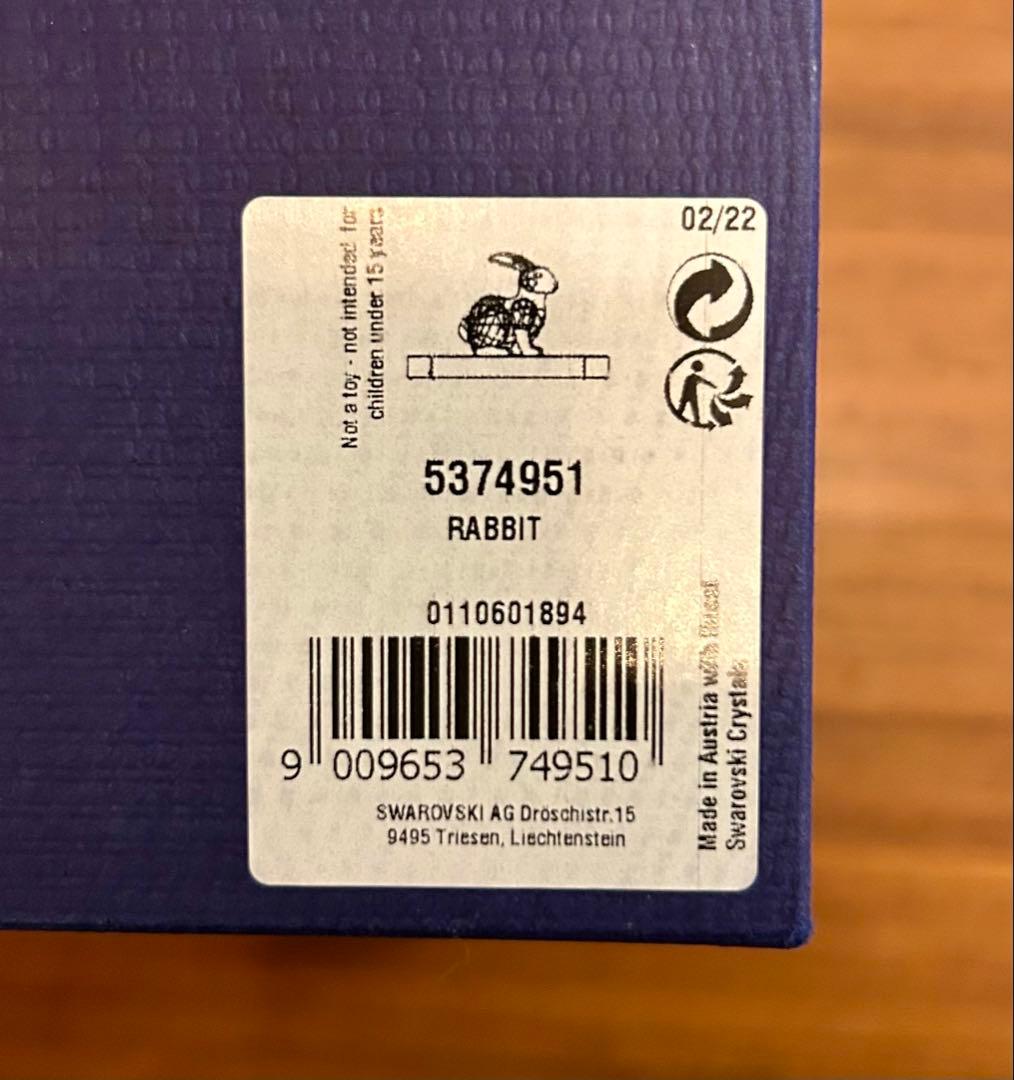 02/22
Not a toy - not intended for
children under 15 years
5374951
RABBIT
0110601894
9 009653 749510
SWAROVSKI AG Dröschistr.15
9495 Triesen, Liechtenstein
Made in Austria with finest
Swarovski Crystals